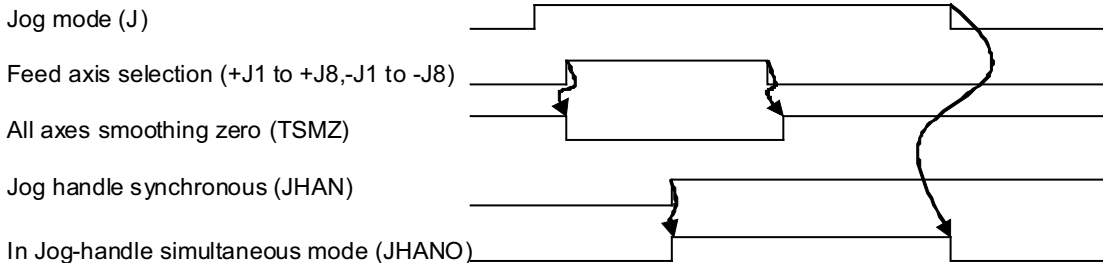 Jog mode (J)
Feed axis selection (+J1 to +J8,-J1 to -J8)
All axes smoothing zero (TSMZ)
Jog handle synchronous (JHAN)
In Jog-handle simultaneous mode (JHANO)